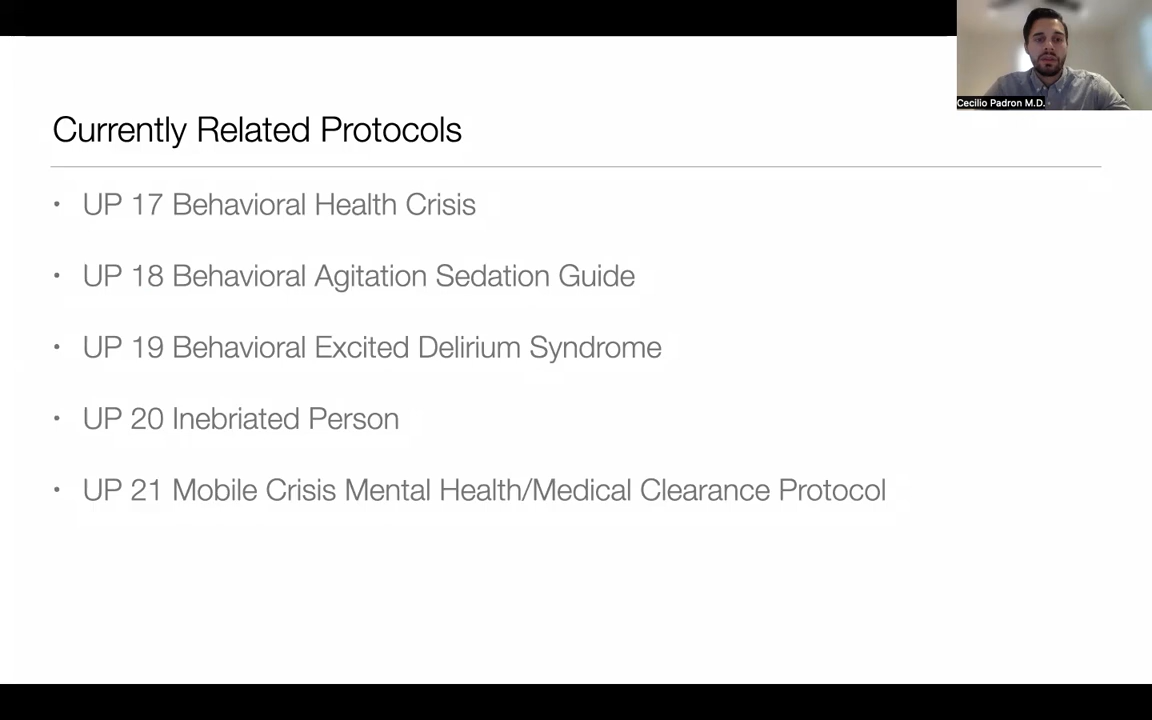 Cecilio Padron M.D.
Currently Related Protocols
• UP 17 Behavioral Health Crisis
• UP 18 Behavioral Agitation Sedation Guide
• UP 19 Behavioral Excited Delirium Syndrome
• UP 20 Inebriated Person
• UP 21 Mobile Crisis Mental Health/Medical Clearance Protocol